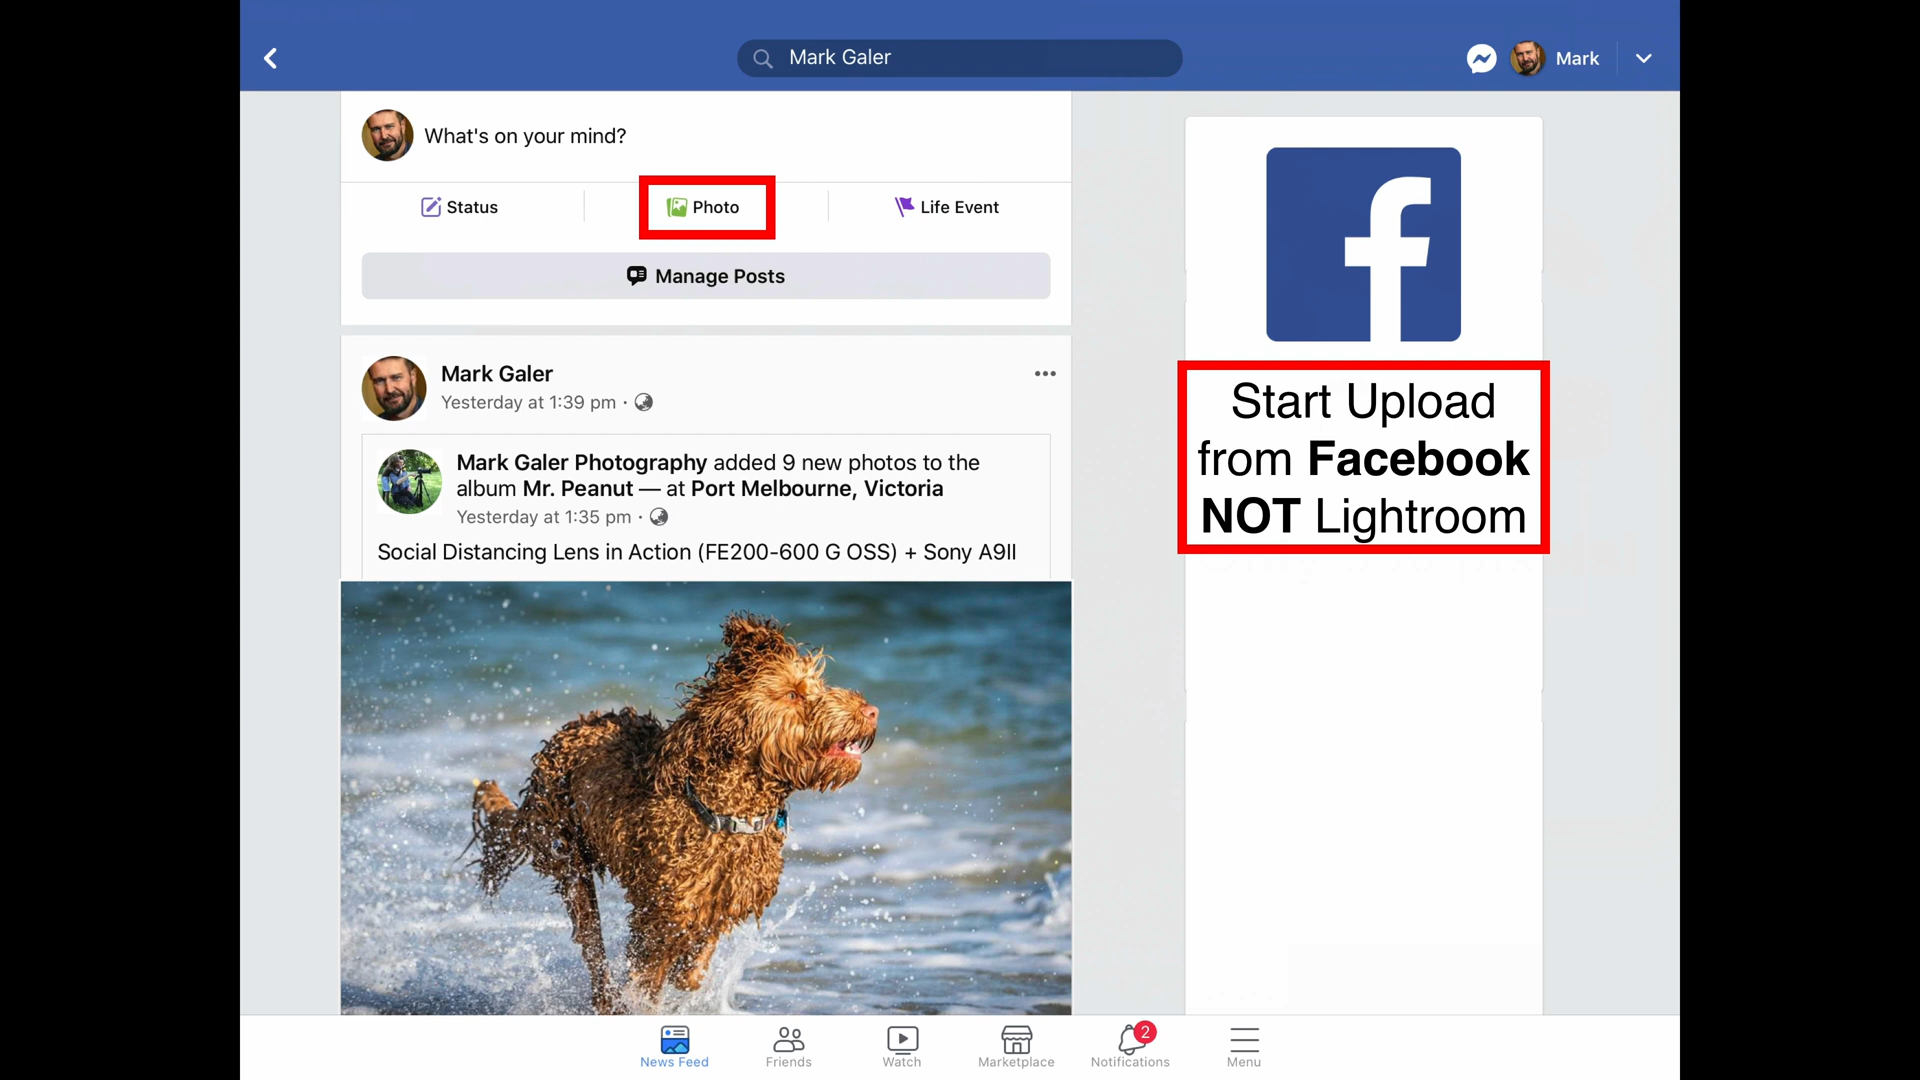 Mark Galer
Mark
What's on your mind?
Status
Photo
Life Event
Manage Posts
Mark Galer
Yesterday at 1:39 pm ·
Mark Galer Photography added 9 new photos to the
album Mr. Peanut — at Port Melbourne, Victoria
Yesterday at 1:35 pm ·
Social Distancing Lens in Action (FE200-600 G OSS) + Sony A9II
f
Start Upload
from Facebook
NOT Lightroom
News Feed
Friends
Watch
Marketplace
2
Notifications
Menu